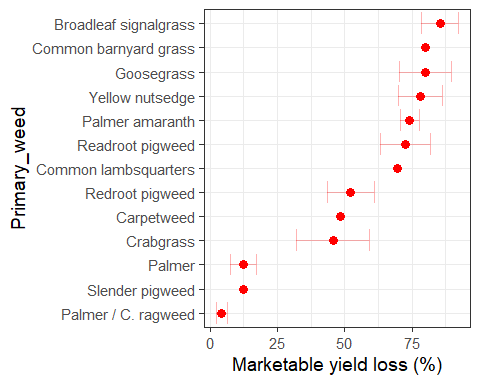 Primary_weed
Broadleaf signalgrass
Common barnyard grass
Goosegrass
Yellow nutsedge
Palmer amaranth
Readroot pigweed
Common lambsquarters
Redroot pigweed
Carpetweed
Crabgrass
Palmer
Slender pigweed
Palmer / C. ragweed
0 25 50 75
Marketable yield loss (%)